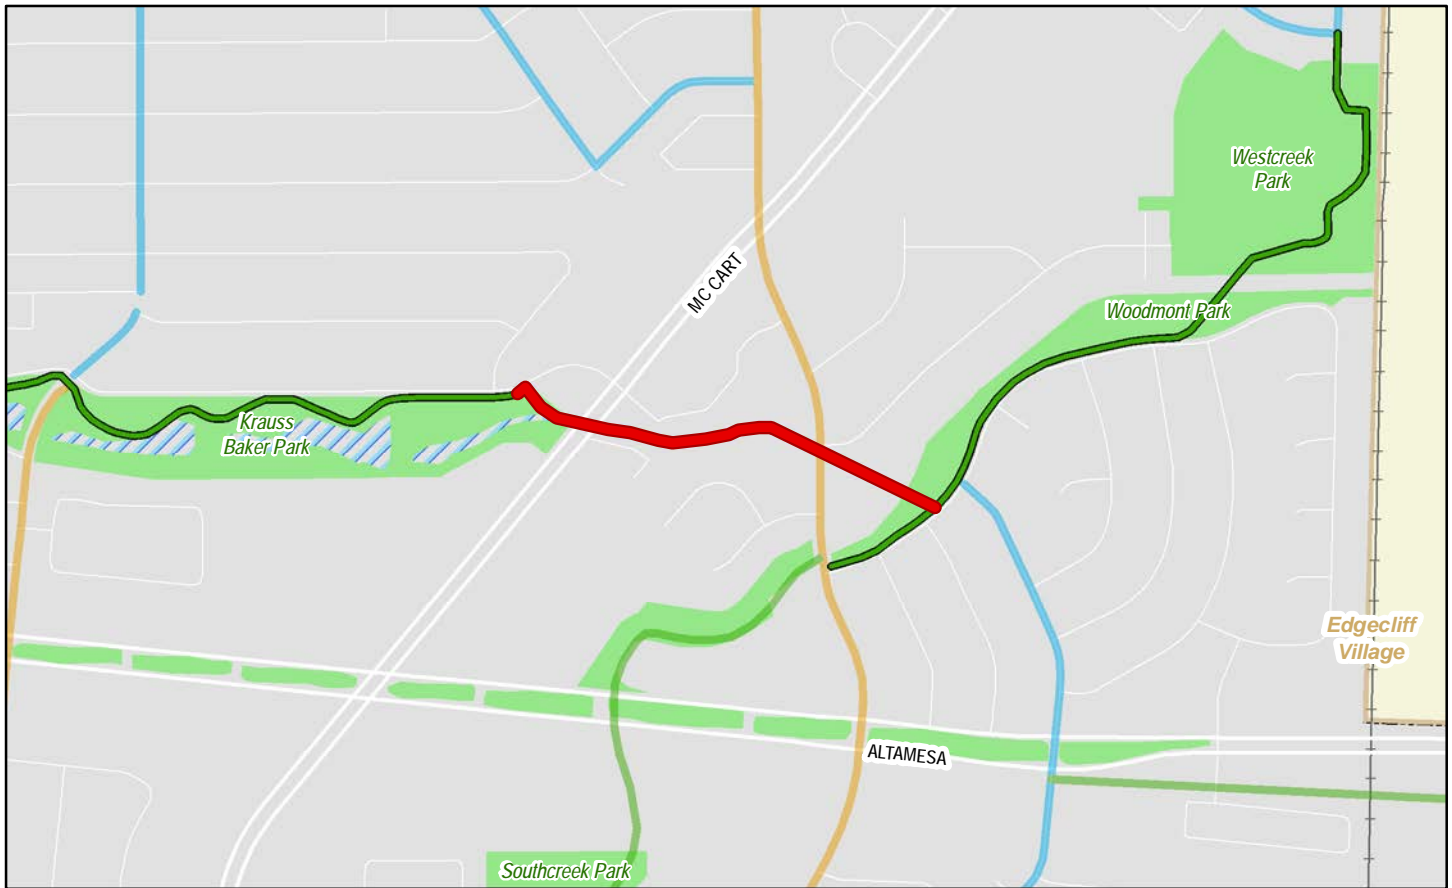 Westcreek
Park
MC CART
Woodmont Park
Krauss
Baker Park
Edgecliff
Village
ALTAMESA
Southcreek Park